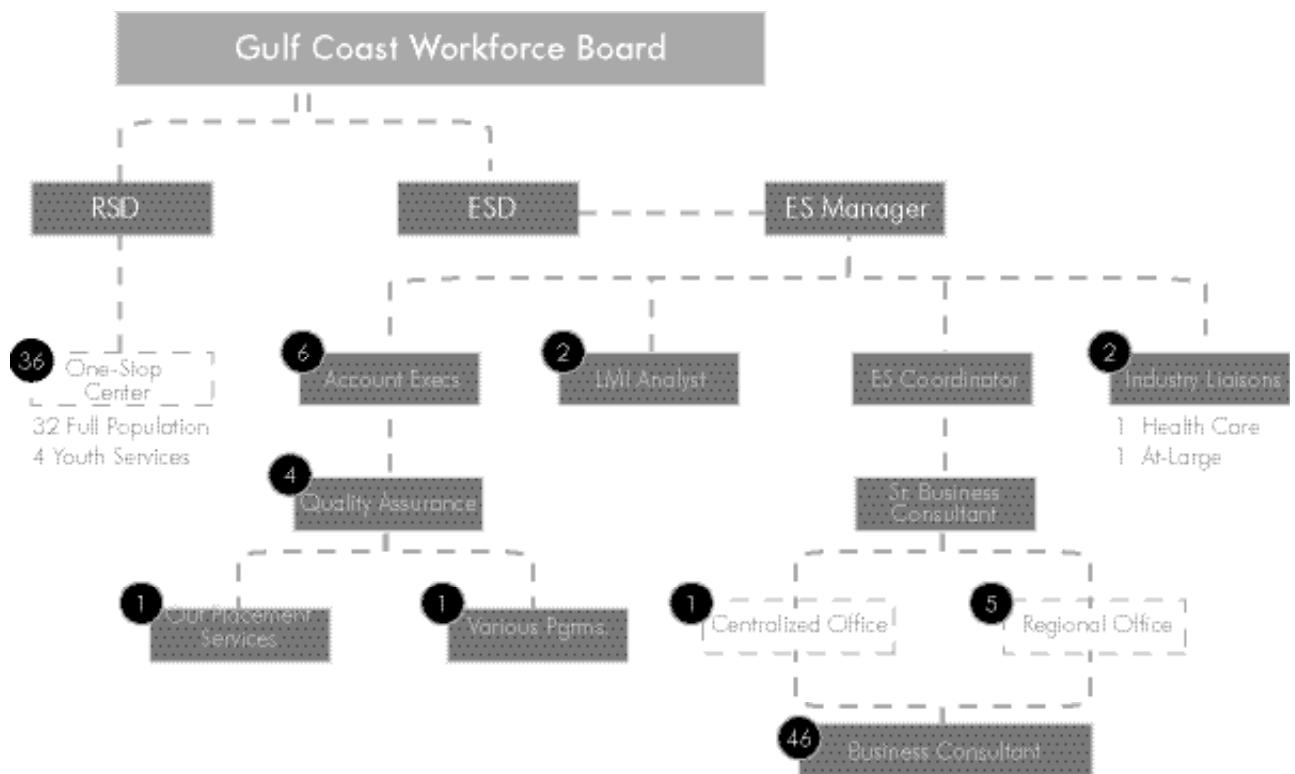 Gulf Coast Workforce Board
RSD
ESD
ES Manager
36
One-Stop
Center
32 Full Population
4 Youth Services
6
Account Execs
2
LMI Analyst
ES Coordinator
2
Industry Liaisons
1 Health Care
1 At-Large
4
Quality Assurance
Sr. Business
Consultant
1
Out Placement
Services
1
Various Pgrms.
1
Centralized Office
5
Regional Office
46
Business Consultant